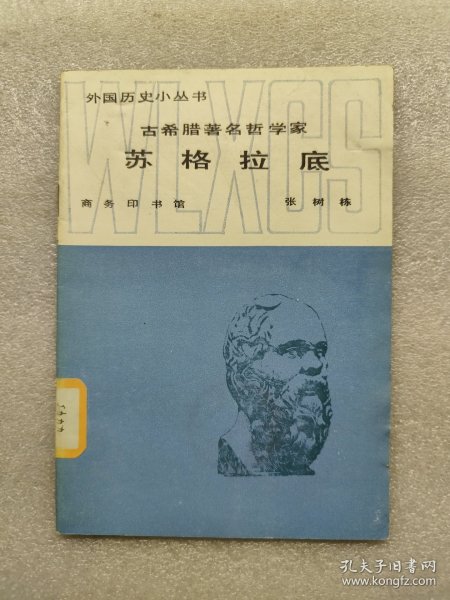 外国历史小丛书
WLXCS
古希腊著名哲学家
苏格拉底
商务印书馆 张树栋
孔夫子旧书网
www.kongfz.com